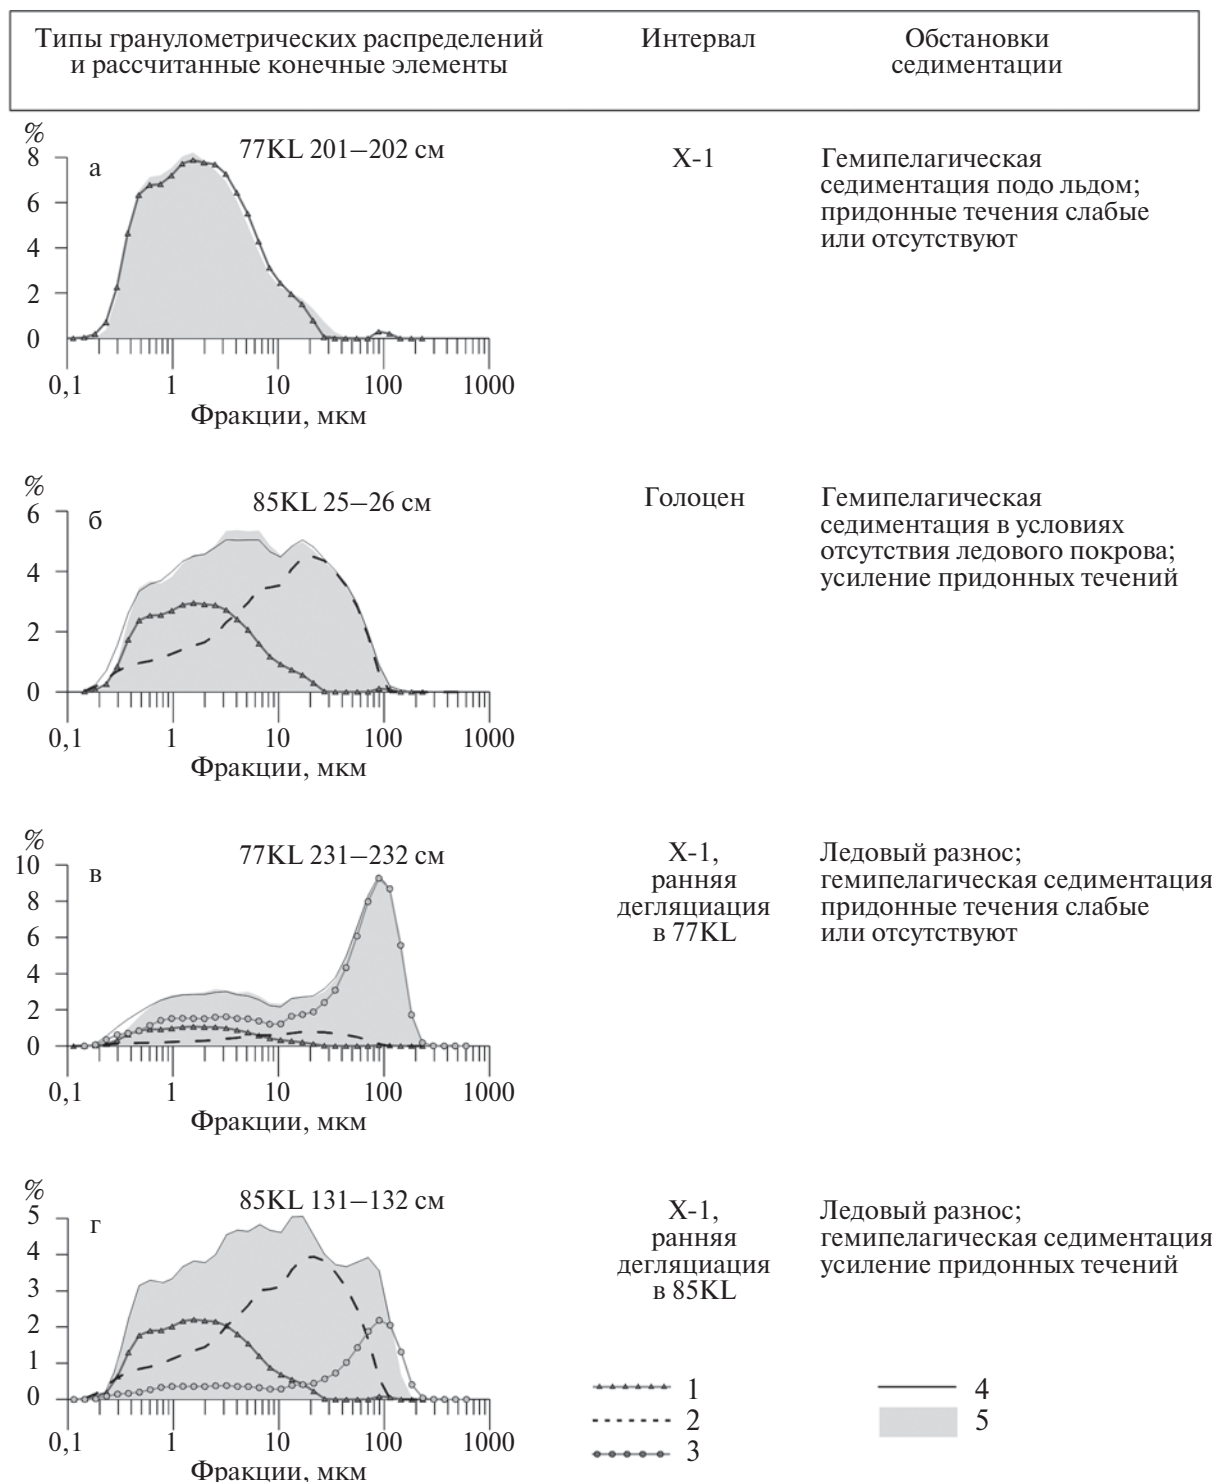 Типы гранулометрических распределений
и рассчитанные конечные элементы
Интервал
Обстановки
седиментации
%
77KL 201–202 см
а
8
6
4
2
0
0,1 1 10 100 1000
Фракции, мкм
X-1
Гемипелагическая
седиментация подо льдом;
придонные течения слабые
или отсутствуют
%
85KL 25–26 см
б
6
4
2
0
0,1 1 10 100 1000
Фракции, мкм
Голоцен
Гемипелагическая
седиментация в условиях
отсутствия ледового покрова;
усиление придонных течений
%
77KL 231–232 см
в
10
8
6
4
2
0
0,1 1 10 100 1000
Фракции, мкм
X-1,
ранняя
дегляциация
в 77KL
Ледовый разнос;
гемипелагическая седиментация
придонные течения слабые
или отсутствуют
%
85KL 131–132 см
г
5
4
3
2
1
0
0,1 1 10 100 1000
Фракции, мкм
X-1,
ранняя
дегляциация
в 85KL
Ледовый разнос;
гемипелагическая седиментация
усиление придонных течений
1
2
3
4
5